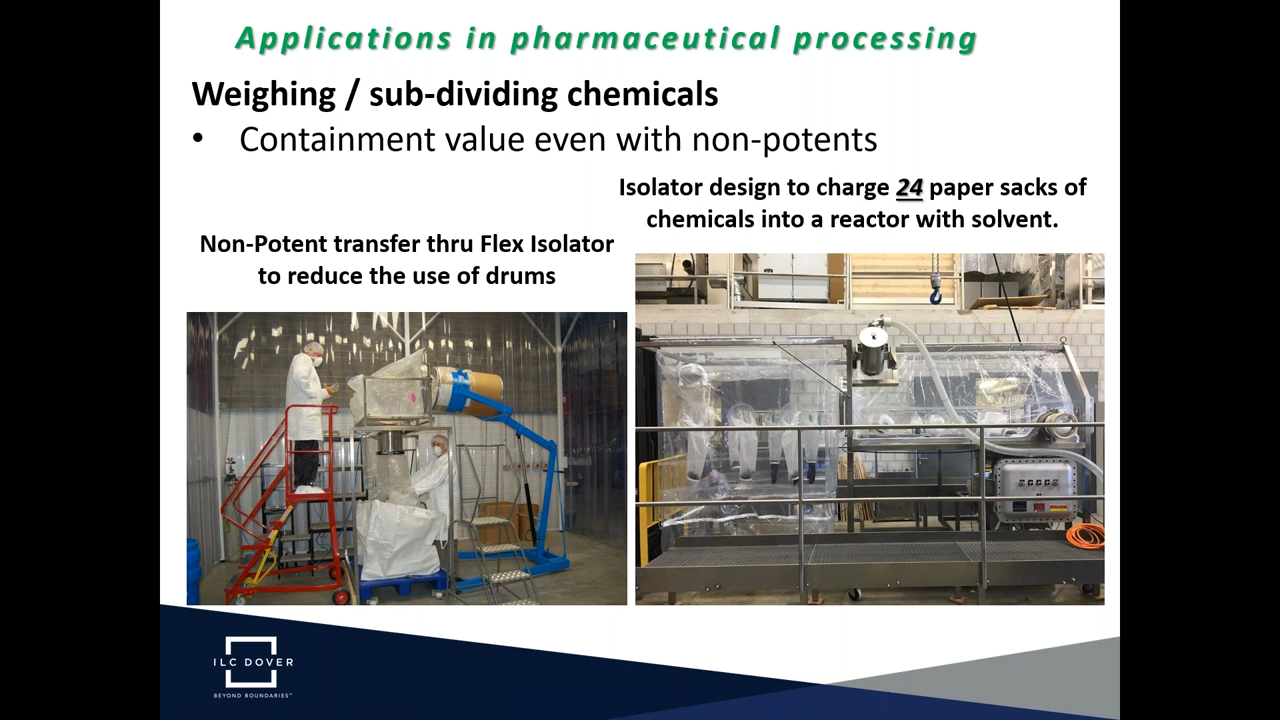 Applications in pharmaceutical processing
Weighing / sub-dividing chemicals
• Containment value even with non-potents
Isolator design to charge 24 paper sacks of
chemicals into a reactor with solvent.
Non-Potent transfer thru Flex Isolator
to reduce the use of drums
ILC DOVER
BEYOND BOUNDARIES™